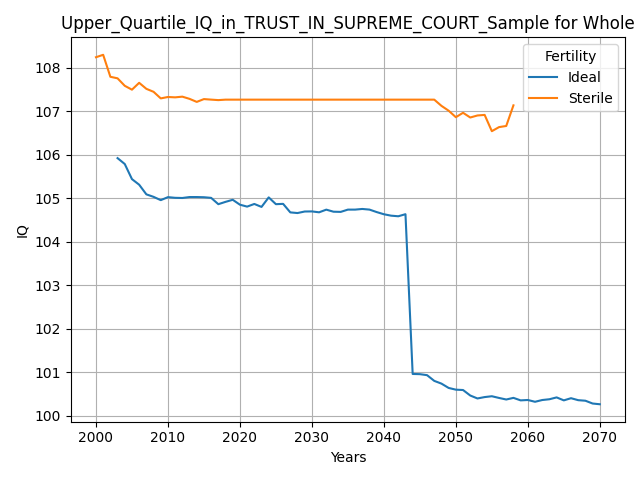 Upper_Quartile_IQ_in_TRUST_IN_SUPREME_COURT_Sample for Whole
Fertility
Ideal
Sterile
108
107
106
105
104
103
102
101
100
IQ
2000 2010 2020 2030 2040 2050 2060 2070
Years